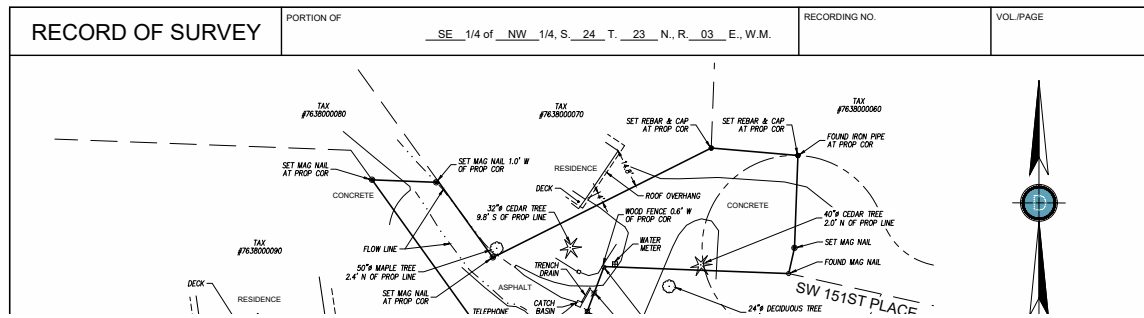 RECORD OF SURVEY
PORTION OF
SE 1/4 of NW 1/4, S. 24 T. 23 N., R. 03 E., W.M.
RECORDING NO.
VOL./PAGE
TAX
#7638000080
TAX
#7638000070
TAX
#7638000060
SET REBAR & CAP
AT PROP COR
SET REBAR & CAP
AT PROP COR
FOUND IRON PIPE
AT PROP COR
SET MAG NAIL
AT PROP COR
SET MAG NAIL 1.0' W
OF PROP COR
RESIDENCE
14.8'
CONCRETE
DECK
ROOF OVERHANG
CONCRETE
32"ø CEDAR TREE
9.8' S OF PROP LINE
WOOD FENCE 0.6' W
OF PROP COR
40"ø CEDAR TREE
2.0' N OF PROP LINE
TAX
#7638000090
FLOW LINE
WATER
METER
SET MAG NAIL
50"ø MAPLE TREE
2.4' N OF PROP LINE
TRENCH
DRAIN
FOUND MAG NAIL
DECK
RESIDENCE
SET MAG NAIL
AT PROP COR
ASPHALT
SW 151ST PLACE
TELEPHONE
CATCH
BASIN
24"ø DECIDUOUS TREE
D